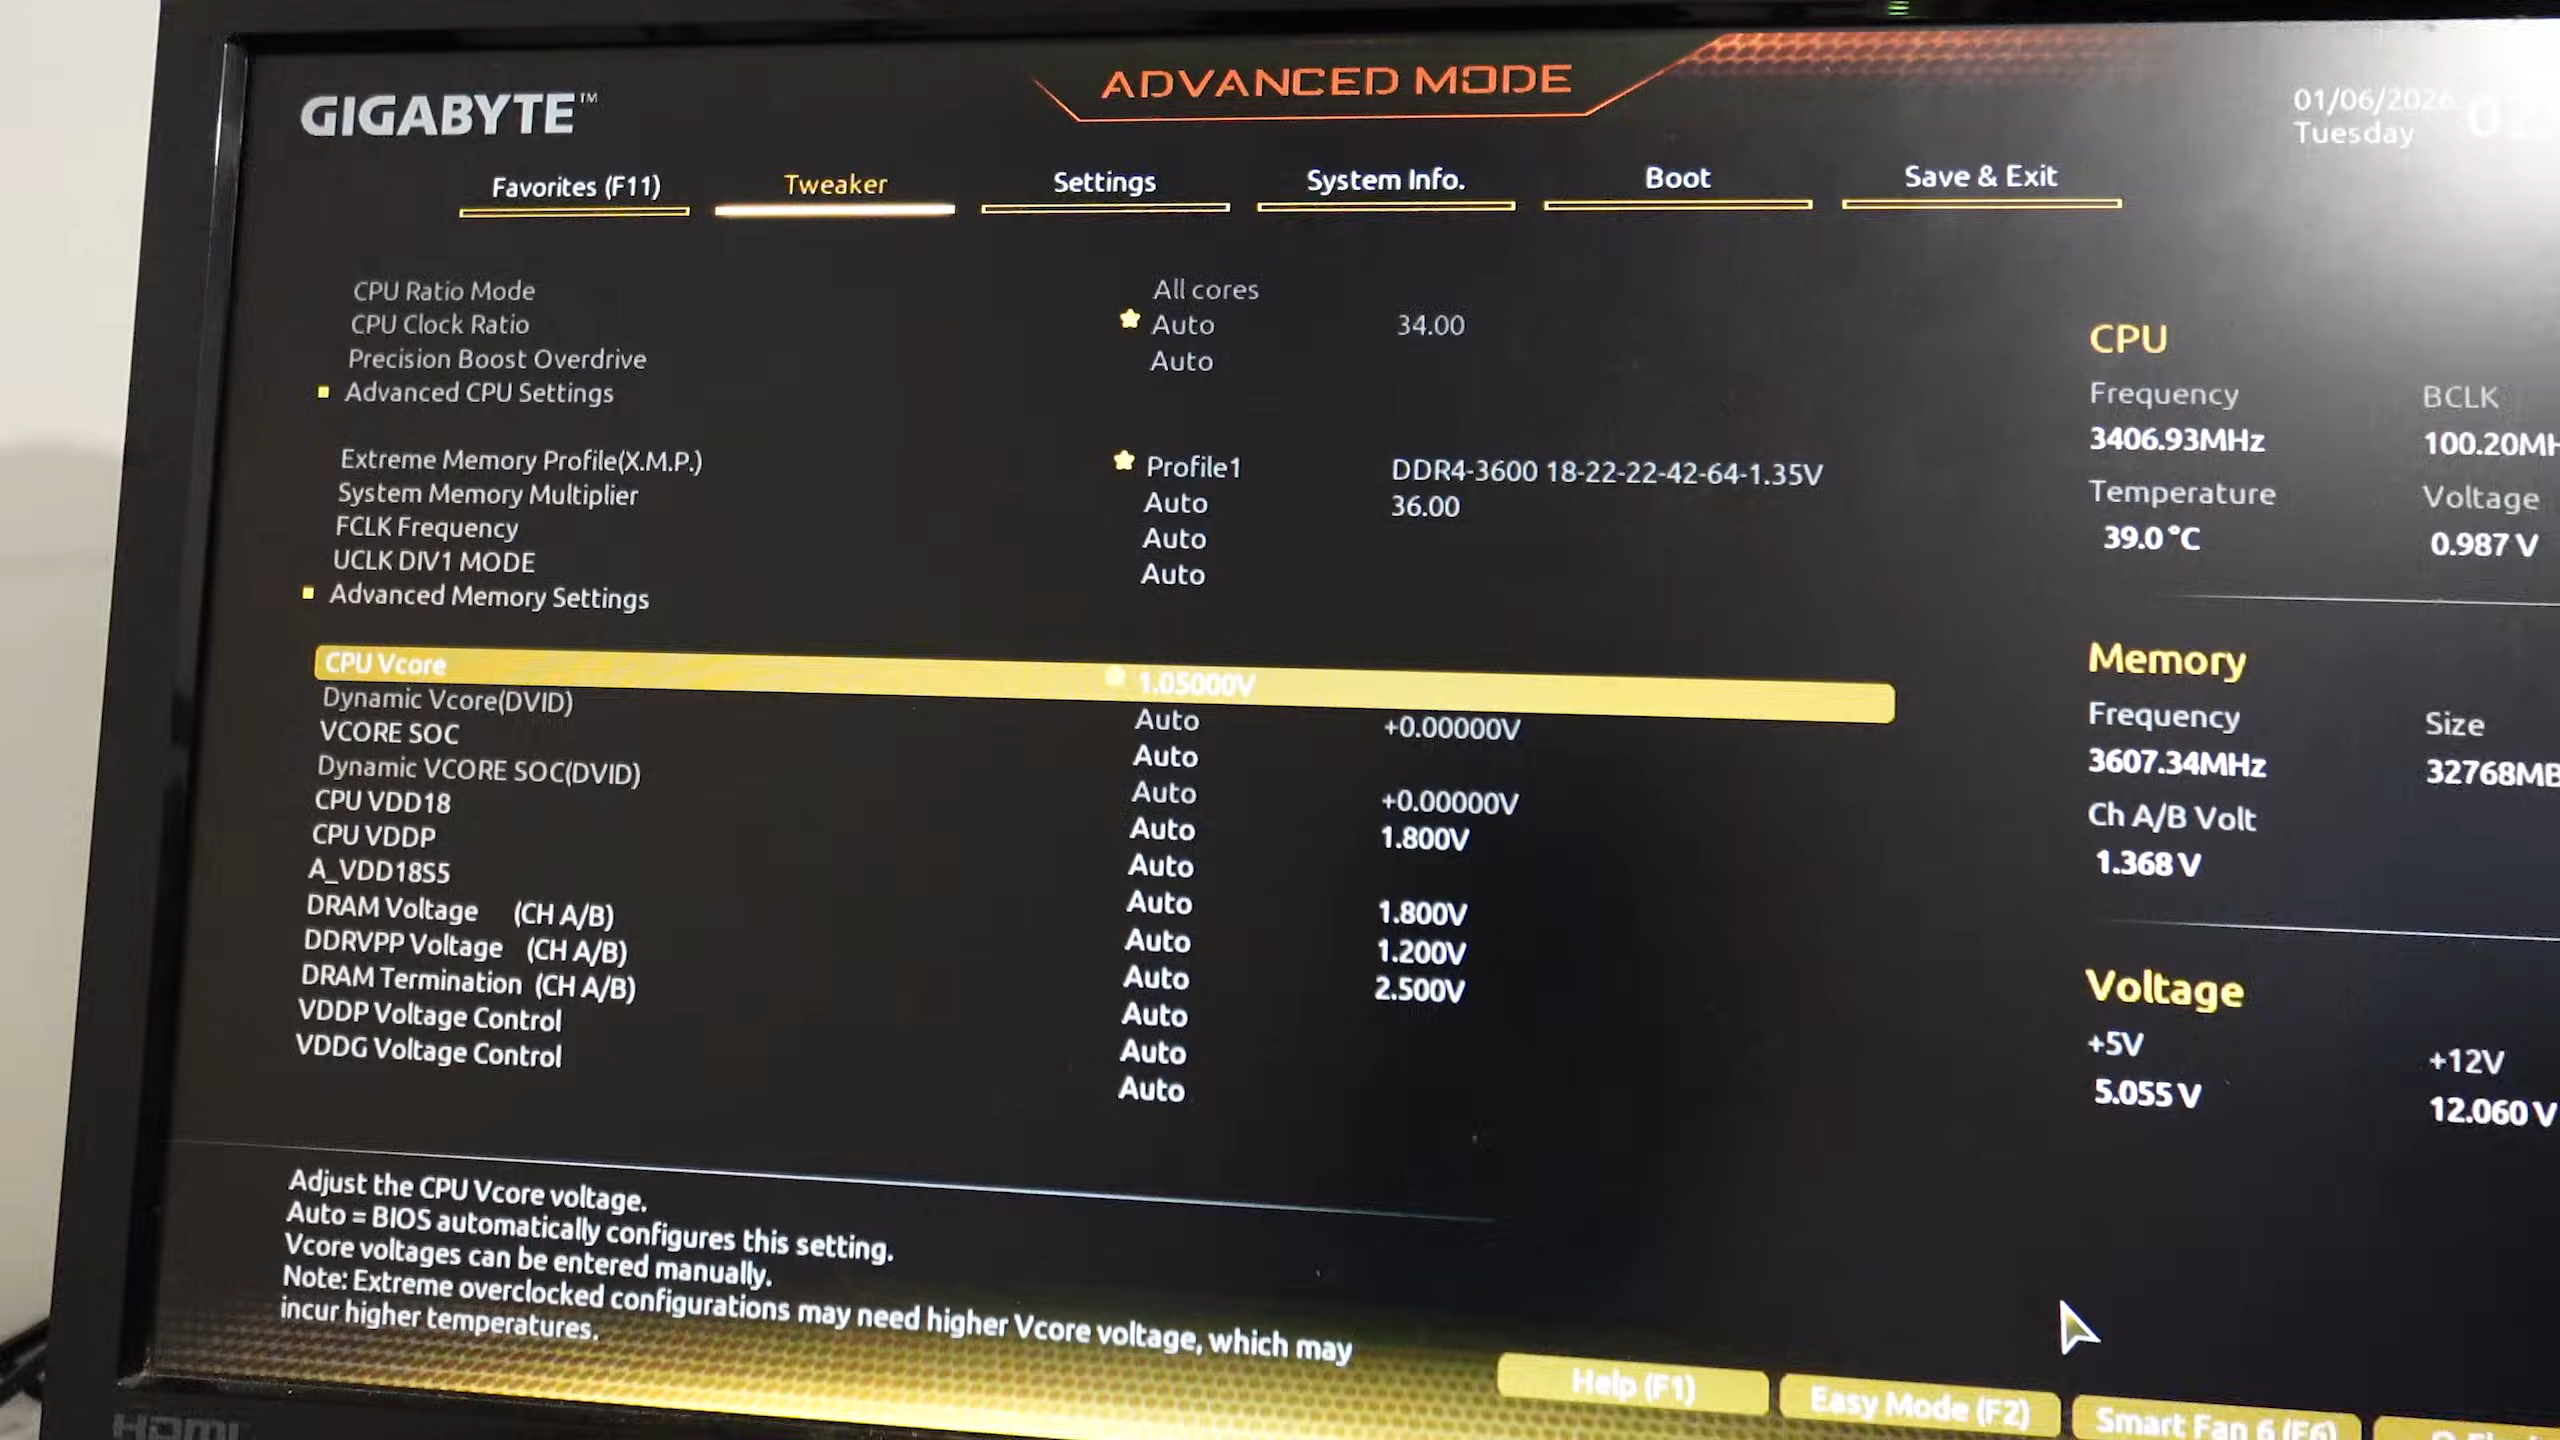 GIGABYTE™
ADVANCED MODE
01/06/2026
Tuesday
Favorites (F11) Tweaker Settings System Info. Boot Save & Exit
CPU Ratio Mode All cores
CPU Clock Ratio Auto 34.00
Precision Boost Overdrive Auto
Advanced CPU Settings
Extreme Memory Profile(X.M.P.) Profile1 DDR4-3600 18-22-22-42-64-1.35V
System Memory Multiplier Auto 36.00
FCLK Frequency Auto
UCLK DIV1 MODE Auto
Advanced Memory Settings
CPU Vcore 1.05000V
Dynamic Vcore(DVID) Auto +0.00000V
VCORE SOC Auto
Dynamic VCORE SOC(DVID) Auto +0.00000V
CPU VDD18 Auto 1.800V
CPU VDDP Auto
A_VDD18S5 Auto 1.800V
DRAM Voltage (CH A/B) Auto 1.200V
DDRVPP Voltage (CH A/B) Auto 2.500V
DRAM Termination (CH A/B) Auto
VDDP Voltage Control Auto
VDDG Voltage Control Auto
CPU
Frequency BCLK
3406.93MHz 100.20MH
Temperature Voltage
39.0 °C 0.987 V
Memory
Frequency Size
3607.34MHz 32768MB
Ch A/B Volt
1.368 V
Voltage
+5V +12V
5.055 V 12.060 V
Adjust the CPU Vcore voltage.
Auto = BIOS automatically configures this setting.
Vcore voltages can be entered manually.
Note: Extreme overclocked configurations may need higher Vcore voltage, which may
incur higher temperatures.
Help (F1) Easy Mode (F2) Smart Fan 6 (F6)
HDMI